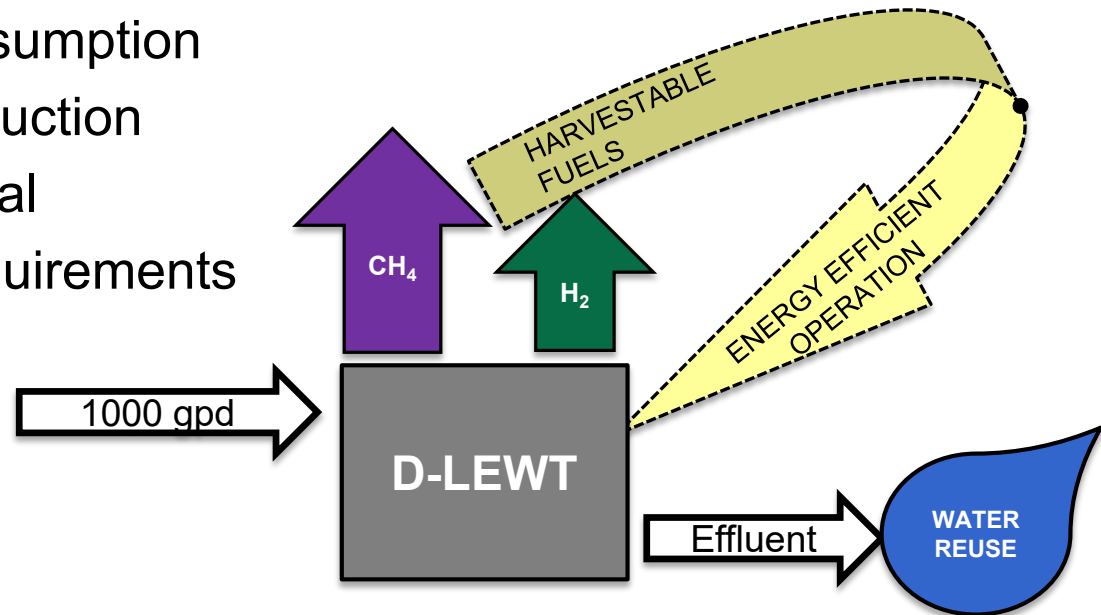 sumption
uction
al
uirements
HARVESTABLE
FUELS
CH₄
H₂
ENERGY EFFICIENT
OPERATION
1000 gpd
D-LEWT
Effluent
WATER
REUSE